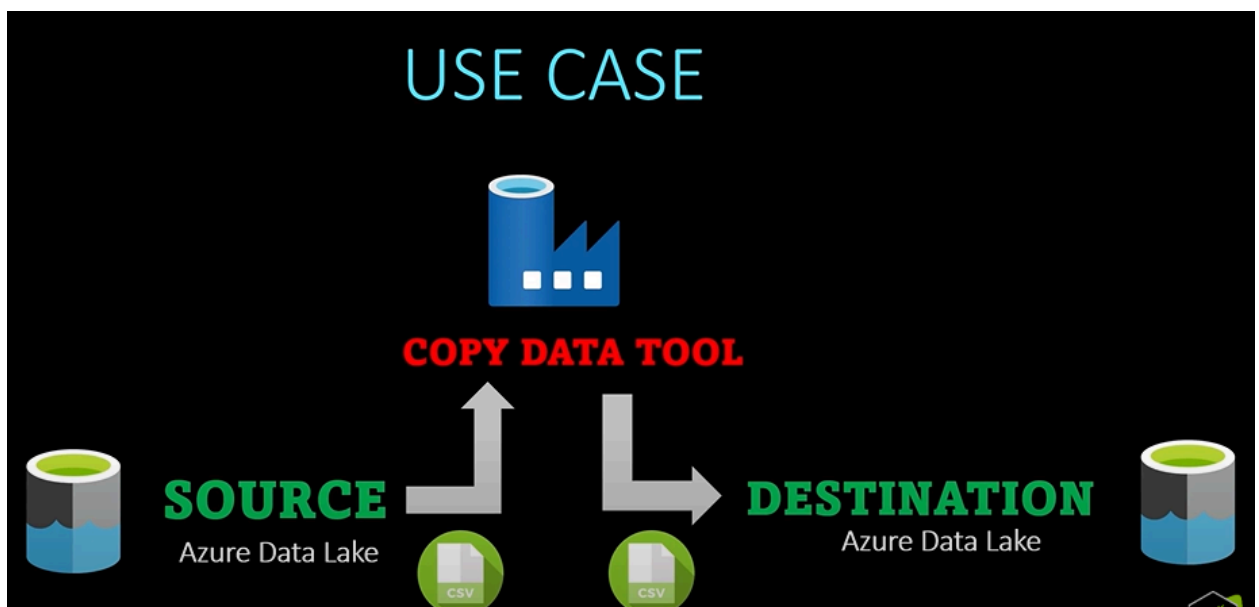 USE CASE
COPY DATA TOOL
SOURCE
Azure Data Lake
DESTINATION
Azure Data Lake
CSV
CSV